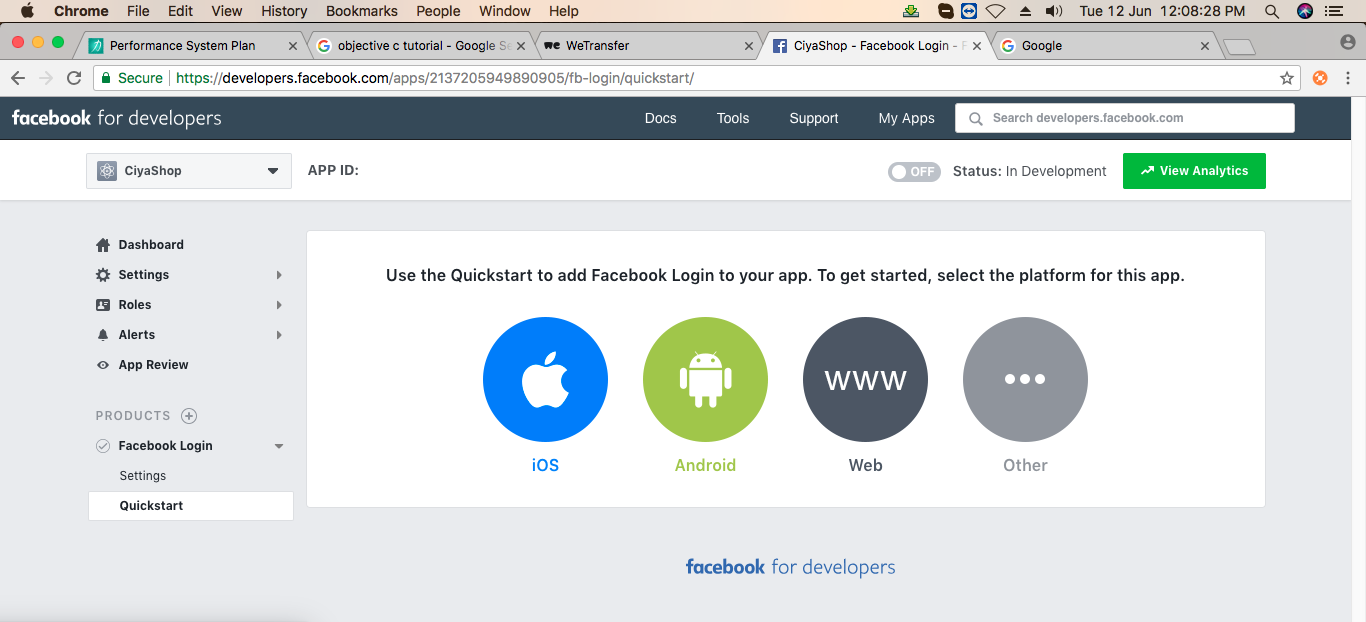 Chrome File Edit View History Bookmarks People Window Help Tue 12 Jun 12:08:28 PM
Performance System Plan objective c tutorial - Google Se WeTransfer CiyaShop - Facebook Login - F Google
Secure https://developers.facebook.com/apps/2137205949890905/fb-login/quickstart/
facebook for developers Docs Tools Support My Apps Search developers.facebook.com
CiyaShop APP ID: OFF Status: In Development View Analytics
Dashboard
Settings
Roles
Alerts
App Review
PRODUCTS
Facebook Login
Settings
Quickstart
Use the Quickstart to add Facebook Login to your app. To get started, select the platform for this app.
WWW
iOS Android Web Other
facebook for developers